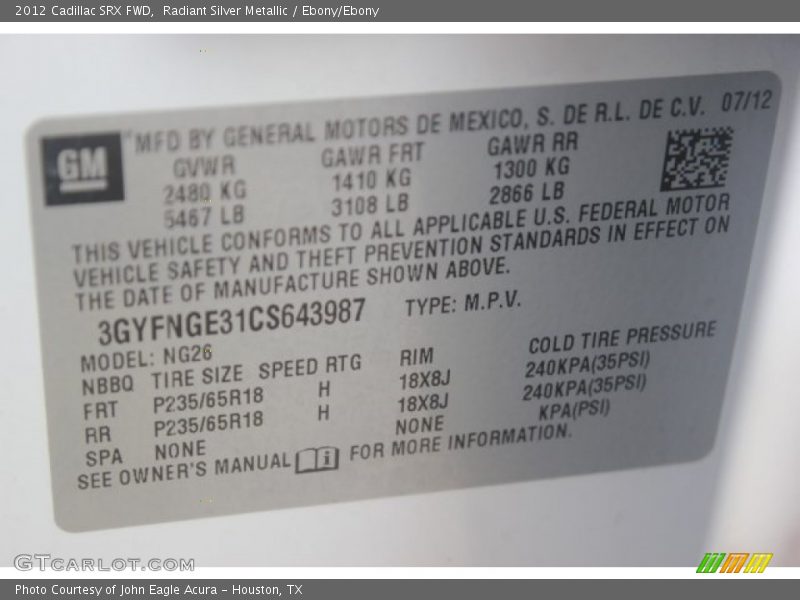 2012 Cadillac SRX FWD,  Radiant Silver Metallic / Ebony/Ebony
GM
MFD BY GENERAL MOTORS DE MEXICO, S. DE R.L. DE C.V. 07/12
GVWR GAWR FRT GAWR RR
2480 KG 1410 KG 1300 KG
5467 LB 3108 LB 2866 LB
THIS VEHICLE CONFORMS TO ALL APPLICABLE U.S. FEDERAL MOTOR
VEHICLE SAFETY AND THEFT PREVENTION STANDARDS IN EFFECT ON
THE DATE OF MANUFACTURE SHOWN ABOVE.
3GYFNGE31CS643987 TYPE: M.P.V.
MODEL: NG26
NBBQ TIRE SIZE SPEED RTG RIM COLD TIRE PRESSURE
FRT P235/65R18 H 18X8J 240KPA(35PSI)
RR P235/65R18 H 18X8J 240KPA(35PSI)
SPA NONE NONE KPA(PSI)
SEE OWNER'S MANUAL i FOR MORE INFORMATION.
GTCARLOT.COM
Photo Courtesy of John Eagle Acura – Houston, TX